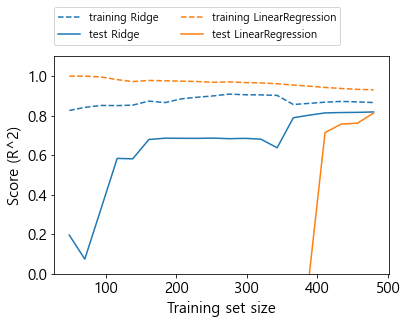 training Ridge
test Ridge
training LinearRegression
test LinearRegression
Score (R^2)
1.0
0.8
0.6
0.4
0.2
0.0
100
200
300
400
500
Training set size